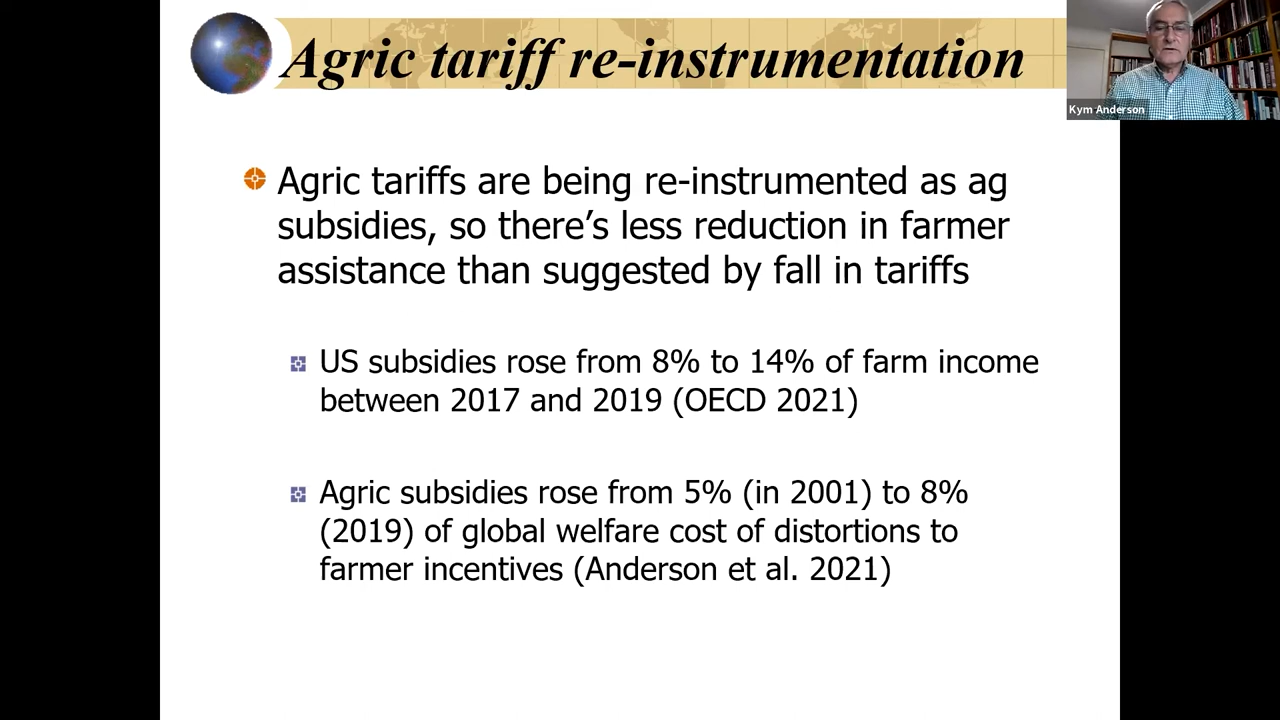 Agric tariff re-instrumentation
Kym Anderson
Agric tariffs are being re-instrumented as ag
subsidies, so there’s less reduction in farmer
assistance than suggested by fall in tariffs
US subsidies rose from 8% to 14% of farm income
between 2017 and 2019 (OECD 2021)
Agric subsidies rose from 5% (in 2001) to 8%
(2019) of global welfare cost of distortions to
farmer incentives (Anderson et al. 2021)